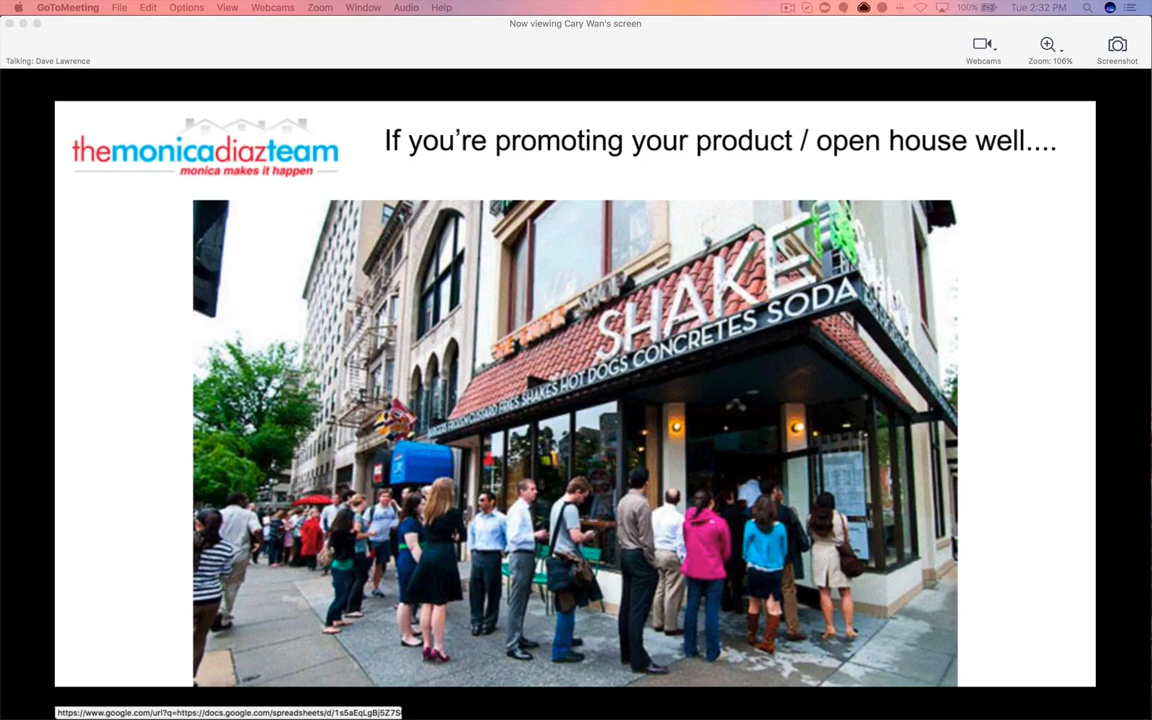 GoToMeeting File Edit Options View Webcams Zoom Window Audio Help 100% Tue 2:32 PM
Now viewing Cary Wan's screen
Talking: Dave Lawrence
Webcams Zoom: 106% Screenshot
themonicadiazteam
monica makes it happen
If you're promoting your product / open house well....
SHAKE
FROZEN CUSTARD FRIES SHAKES HOT DOGS CONCRETES SODA
https://www.google.com/url?q=https://docs.google.com/spreadsheets/d/1s5aEqLgBj5Z7S